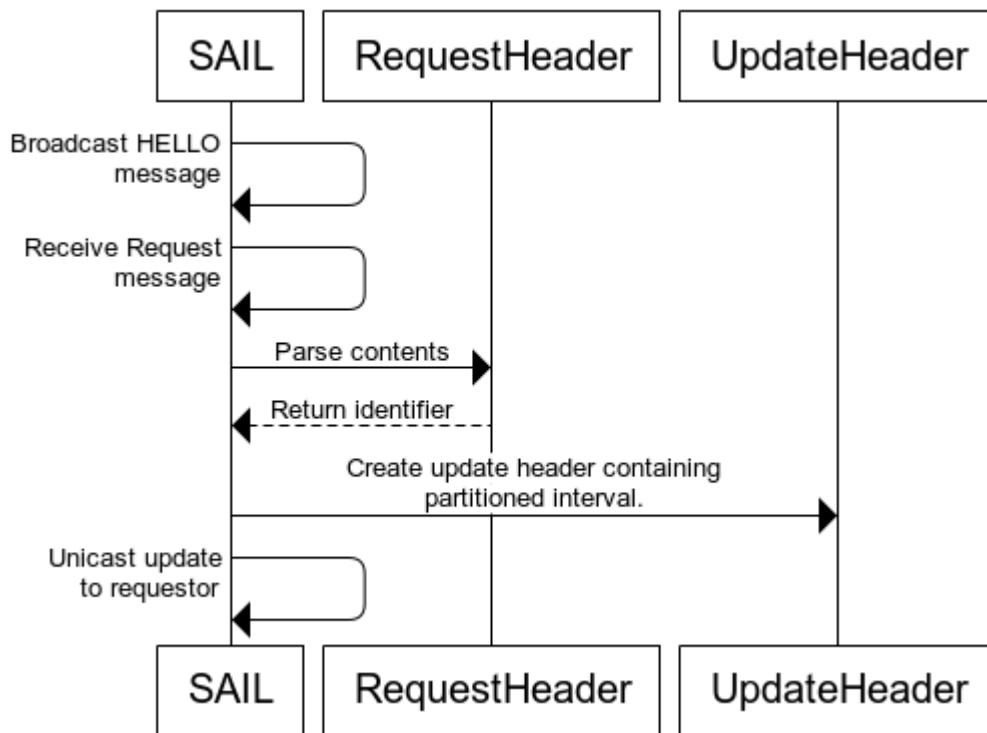 SAIL
RequestHeader
UpdateHeader
Broadcast HELLO
message
Receive Request
message
Parse contents
Return identifier
Create update header containing
partitioned interval.
Unicast update
to requestor
SAIL
RequestHeader
UpdateHeader